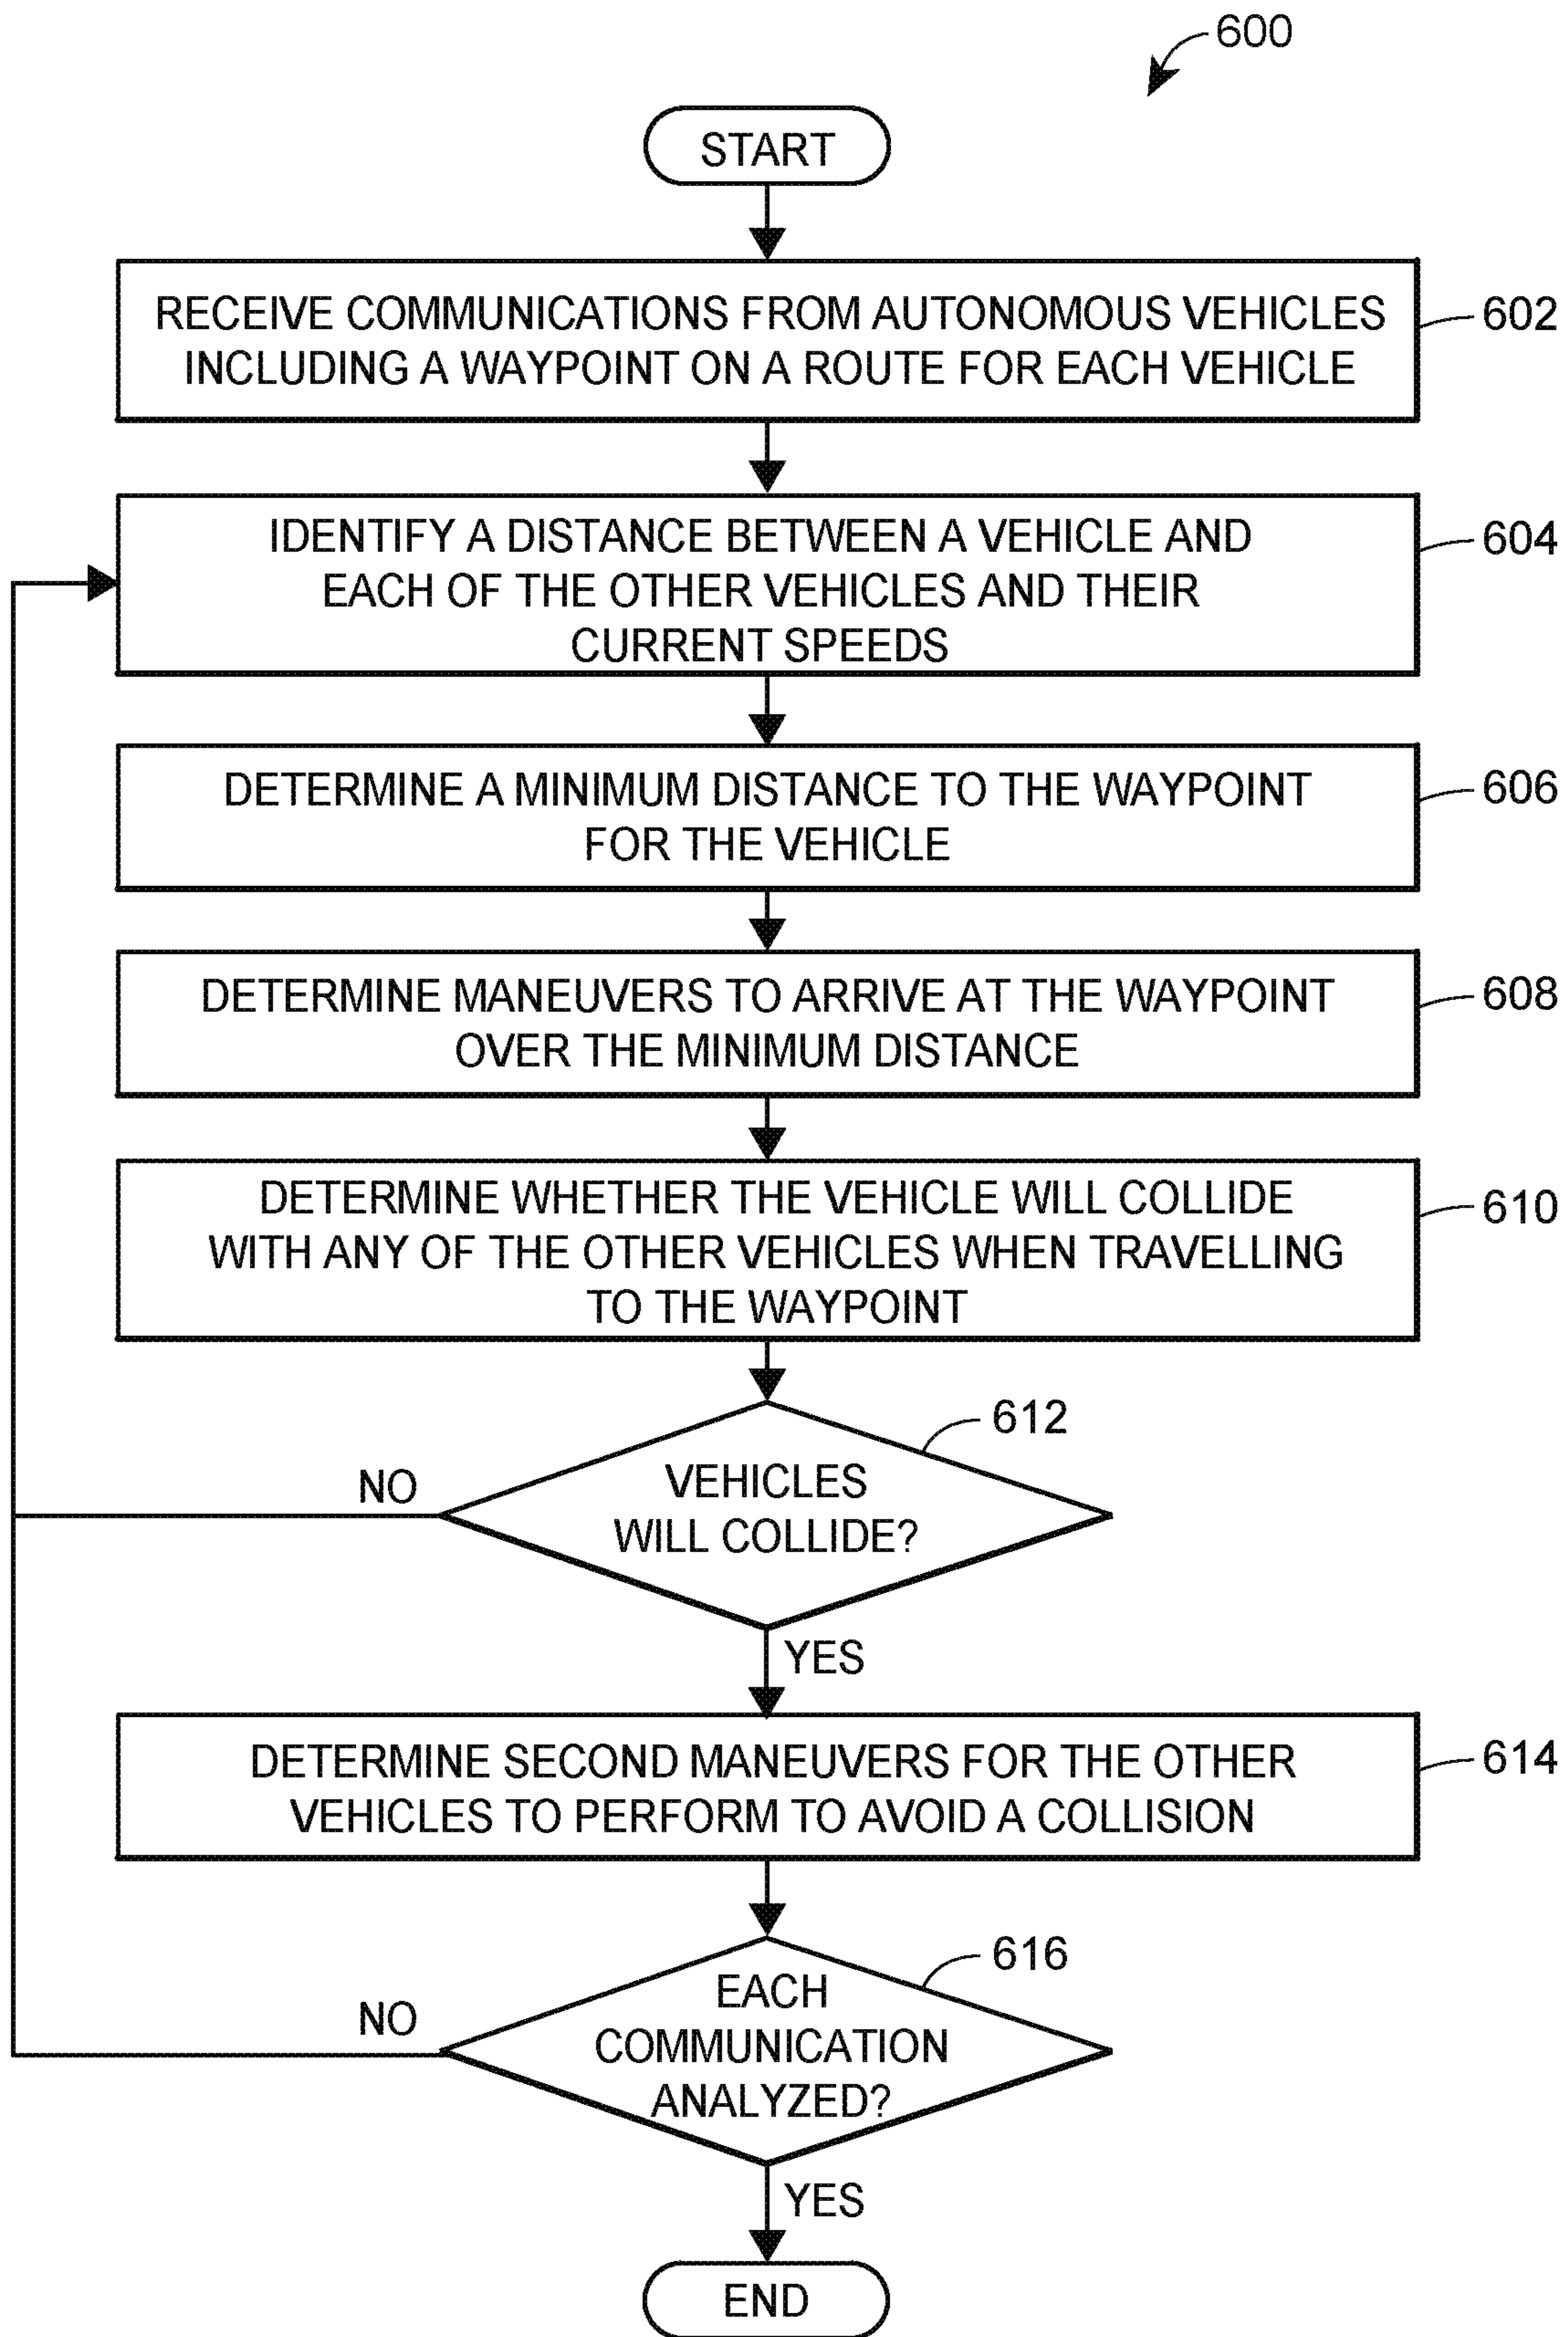 600
START
RECEIVE COMMUNICATIONS FROM AUTONOMOUS VEHICLES
INCLUDING A WAYPOINT ON A ROUTE FOR EACH VEHICLE
602
IDENTIFY A DISTANCE BETWEEN A VEHICLE AND
EACH OF THE OTHER VEHICLES AND THEIR
CURRENT SPEEDS
604
DETERMINE A MINIMUM DISTANCE TO THE WAYPOINT
FOR THE VEHICLE
606
DETERMINE MANEUVERS TO ARRIVE AT THE WAYPOINT
OVER THE MINIMUM DISTANCE
608
DETERMINE WHETHER THE VEHICLE WILL COLLIDE
WITH ANY OF THE OTHER VEHICLES WHEN TRAVELLING
TO THE WAYPOINT
610
612
VEHICLES
WILL COLLIDE?
NO
YES
DETERMINE SECOND MANEUVERS FOR THE OTHER
VEHICLES TO PERFORM TO AVOID A COLLISION
614
616
EACH
COMMUNICATION
ANALYZED?
NO
YES
END